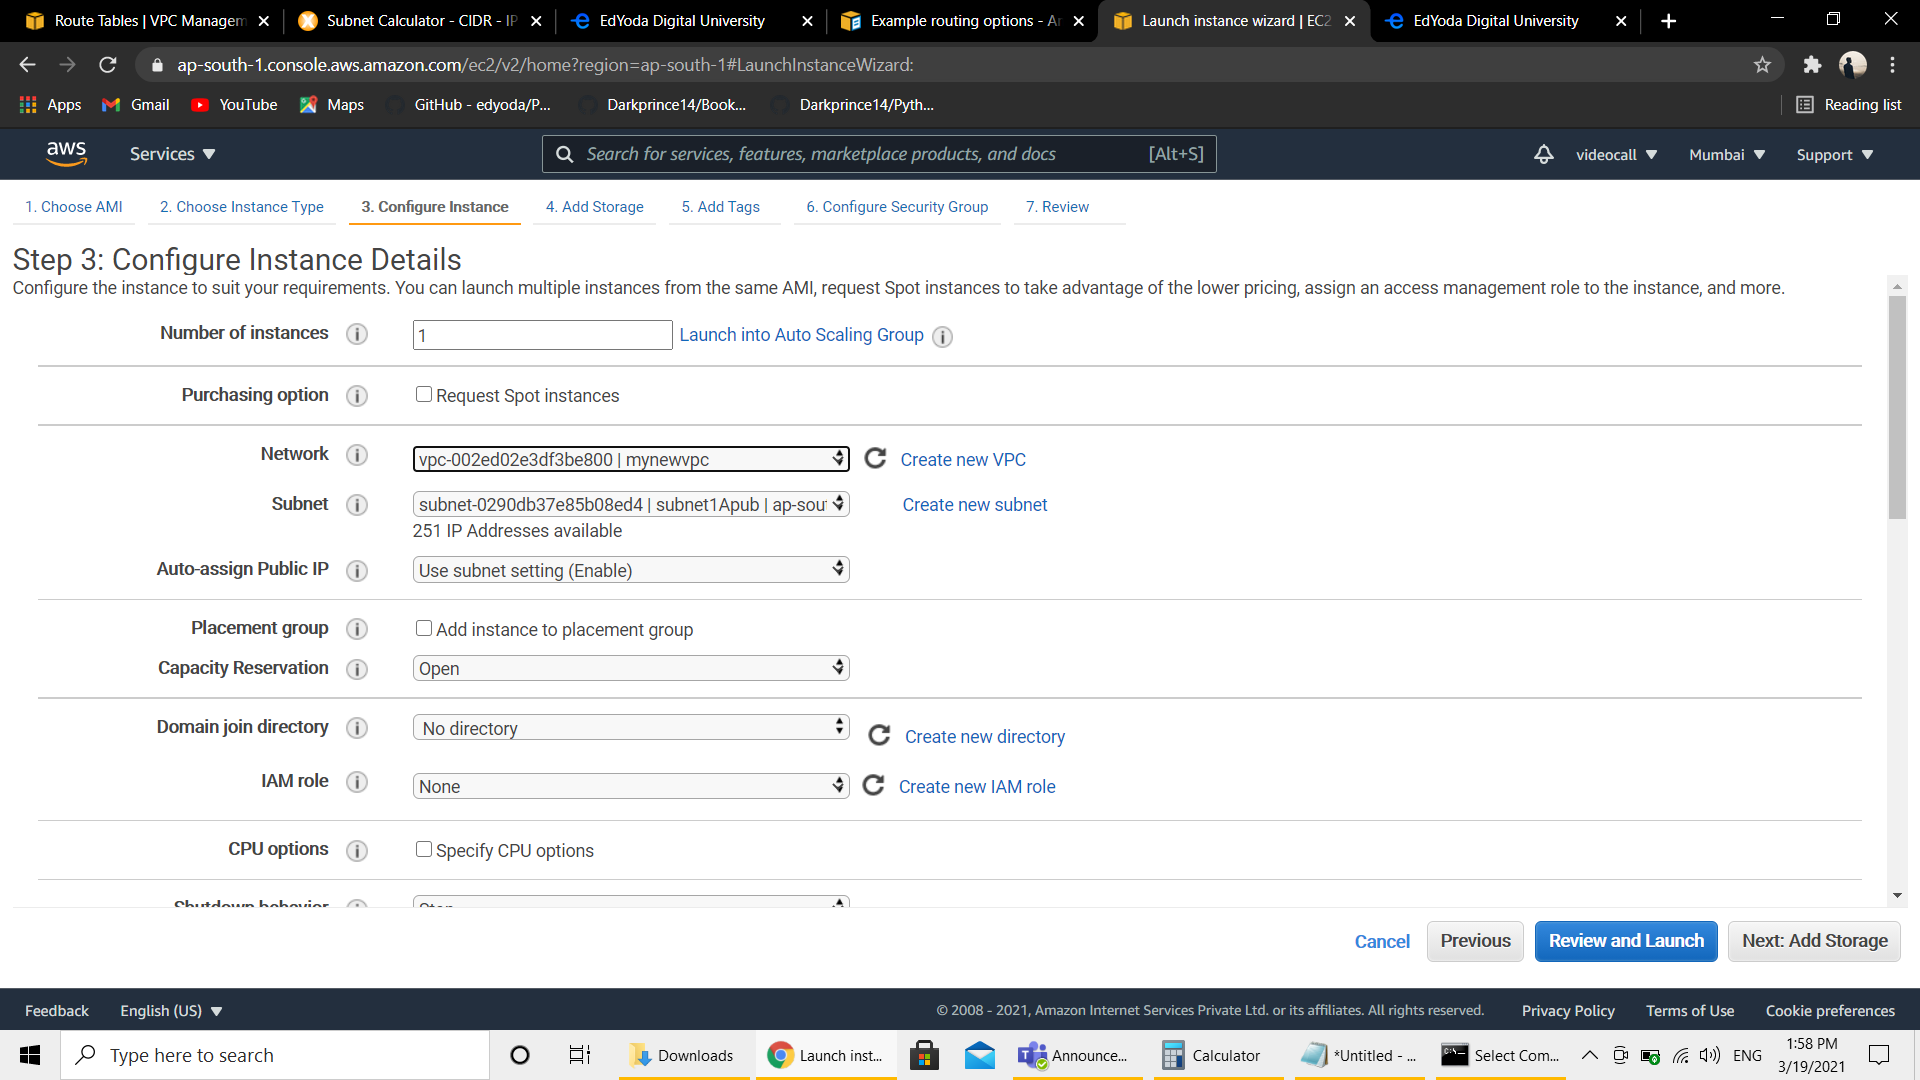 Route Tables | VPC Managem
Subnet Calculator - CIDR - IP
EdYoda Digital University
Example routing options - A
Launch instance wizard | EC2
EdYoda Digital University
ap-south-1.console.aws.amazon.com/ec2/v2/home?region=ap-south-1#LaunchInstanceWizard:
Apps
Gmail
YouTube
Maps
GitHub - edyoda/P...
Darkprince14/Book...
Darkprince14/Pyth...
Reading list
aws
Services
Search for services, features, marketplace products, and docs
[Alt+S]
videocall
Mumbai
Support
1. Choose AMI
2. Choose Instance Type
3. Configure Instance
4. Add Storage
5. Add Tags
6. Configure Security Group
7. Review
Step 3: Configure Instance Details
Configure the instance to suit your requirements. You can launch multiple instances from the same AMI, request Spot instances to take advantage of the lower pricing, assign an access management role to the instance, and more.
Number of instances
1
Launch into Auto Scaling Group
Purchasing option
Request Spot instances
Network
vpc-002ed02e3df3be800 | mynewvpc
Create new VPC
Subnet
subnet-0290db37e85b08ed4 | subnet1Apub | ap-sout
Create new subnet
251 IP Addresses available
Auto-assign Public IP
Use subnet setting (Enable)
Placement group
Add instance to placement group
Capacity Reservation
Open
Domain join directory
No directory
Create new directory
IAM role
None
Create new IAM role
CPU options
Specify CPU options
Shutdown behavior
Stop
Cancel
Previous
Review and Launch
Next: Add Storage
Feedback
English (US)
© 2008 - 2021, Amazon Internet Services Private Ltd. or its affiliates. All rights reserved.
Privacy Policy
Terms of Use
Cookie preferences
Type here to search
Downloads
Launch inst...
Announce...
Calculator
*Untitled - ...
Select Com...
ENG
1:58 PM
3/19/2021